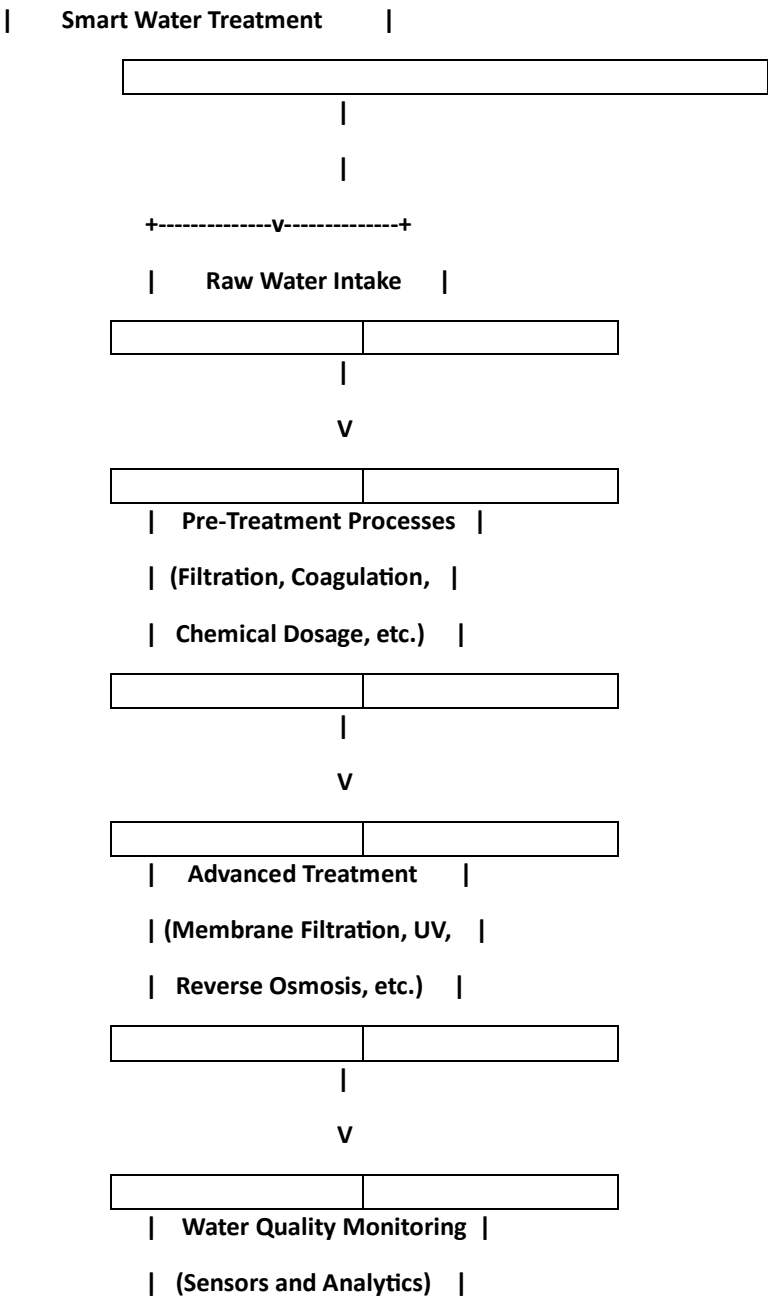 | Smart Water Treatment |
|
|
+--------------v--------------+
| Raw Water Intake |
|
V
| Pre-Treatment Processes |
| (Filtration, Coagulation, |
| Chemical Dosage, etc.) |
|
V
| Advanced Treatment |
| (Membrane Filtration, UV, |
| Reverse Osmosis, etc.) |
|
V
| Water Quality Monitoring |
| (Sensors and Analytics) |